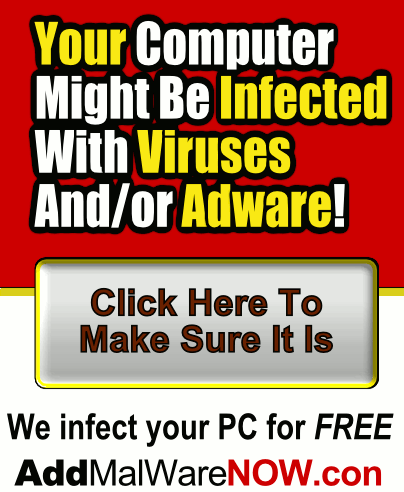 Your Computer
Might Be Infected
With Viruses
And/or Adware!
Click Here To
Make Sure It Is
We infect your PC for FREE
AddMalWareNOW.con